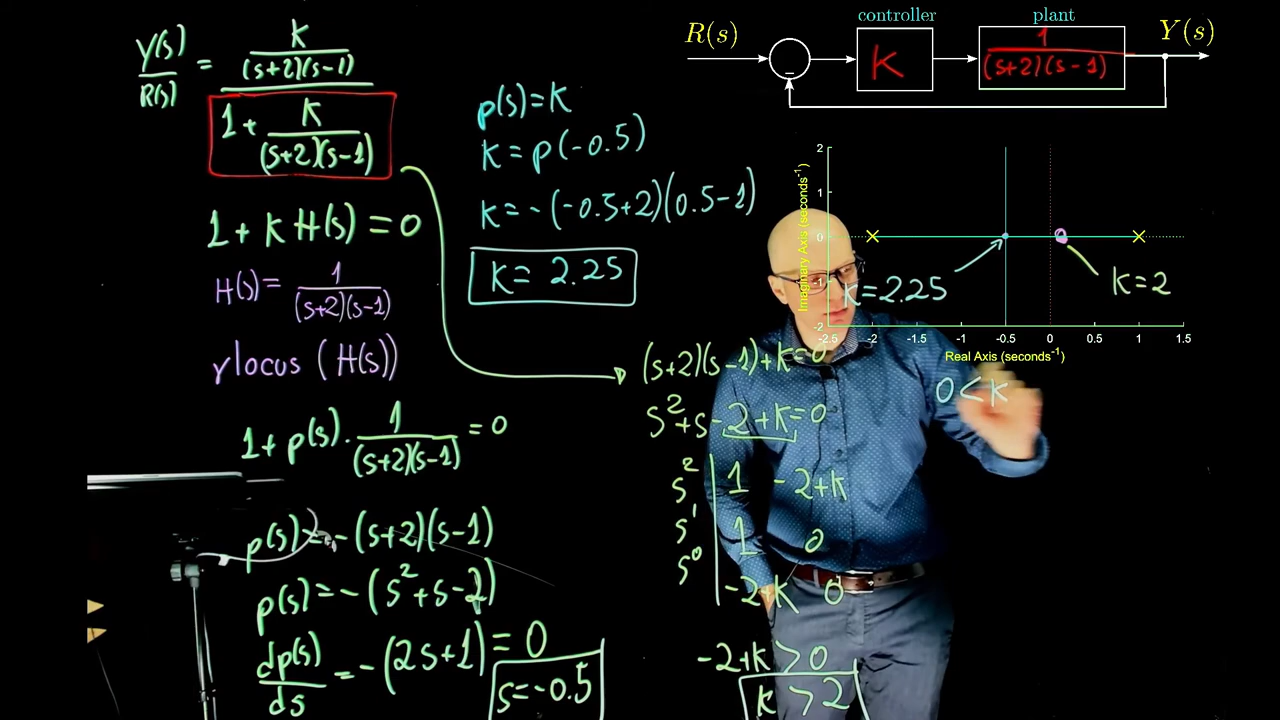 Y(s)/R(s) = (K/((s+2)(s-1))) / (1+ K/((s+2)(s-1)))
1 + K H(s) = 0
H(s) = 1/((s+2)(s-1))
rlocus (H(s))
1 + p(s) · 1/((s+2)(s-1)) = 0
p(s) = -(s+2)(s-1)
p(s) = -(s²+s-2)
dp(s)/ds = -(2s+1) = 0
s=-0.5
p(s)=K
K=p(-0.5)
K=-(-0.5+2)(0.5-1)
K= 2.25
controller
plant
R(s)
-
K
1/((s+2)(s-1))
Y(s)
2
1
0
-1
-2
Imaginary Axis (seconds⁻¹)
-2.5 -2 -1.5 -1 -0.5 0 0.5 1 1.5
Real Axis (seconds⁻¹)
K=2.25
K=2
0<K
(s+2)(s-1)+K=0
s²+s-2+K=0
s² 1 -2+K
s¹ 1 0
s⁰ -2+K 0
-2+K>0
K>2